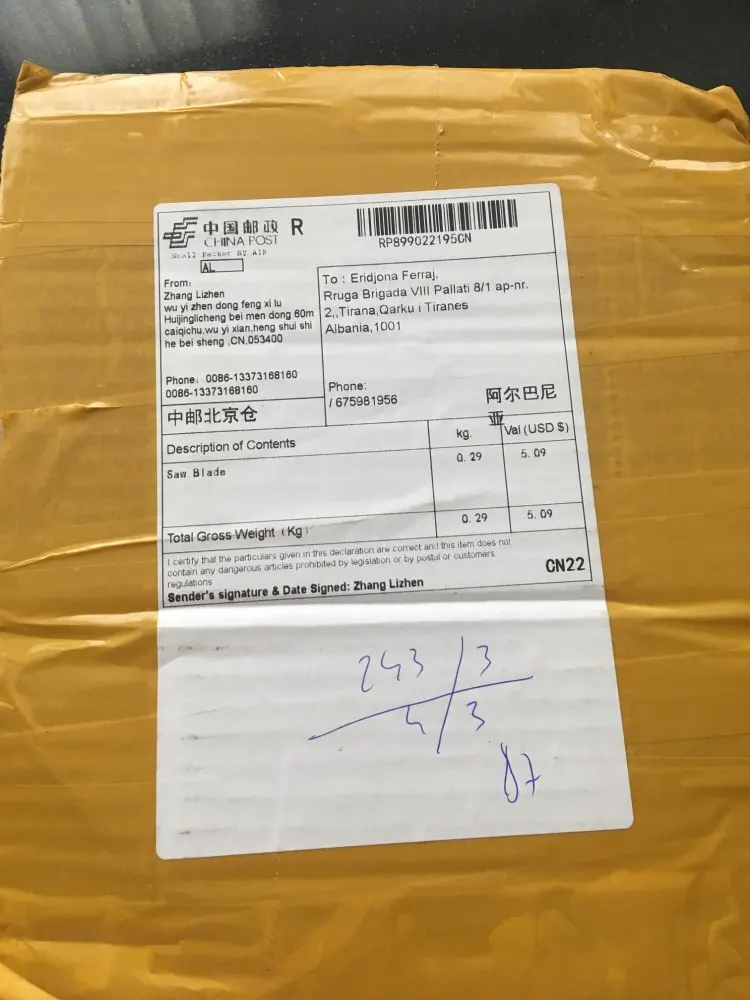 中国邮政 R
CHINA POST
Small Packet BY AIR
AL
RP899022195CN
From:
Zhang Lizhen
wu yi zhen dong feng xi lu
Huijinglicheng bei men dong 60m
caiqichu,wu yi xian,heng shui shi
he bei sheng ,CN,053400
Phone: 0086-13373168160
0086-13373168160
中邮北京仓
To : Eridjona Ferraj,
Rruga Brigada VIII Pallati 8/1 ap-nr.
2,,Tirana,Qarku i Tiranes
Albania,1001
Phone:
/ 675981956
阿尔巴尼
亚
Description of Contents kg. Val (USD $)
Saw Blade 0. 29 5. 09
Total Gross Weight (Kg) 0. 29 5. 09
I certify that the particulars given in this declaration are correct and this item does not
contain any dangerous articles prohibited by legislation or by postal or customers
regulations
Sender's signature & Date Signed: Zhang Lizhen
CN22
243 / 3
3